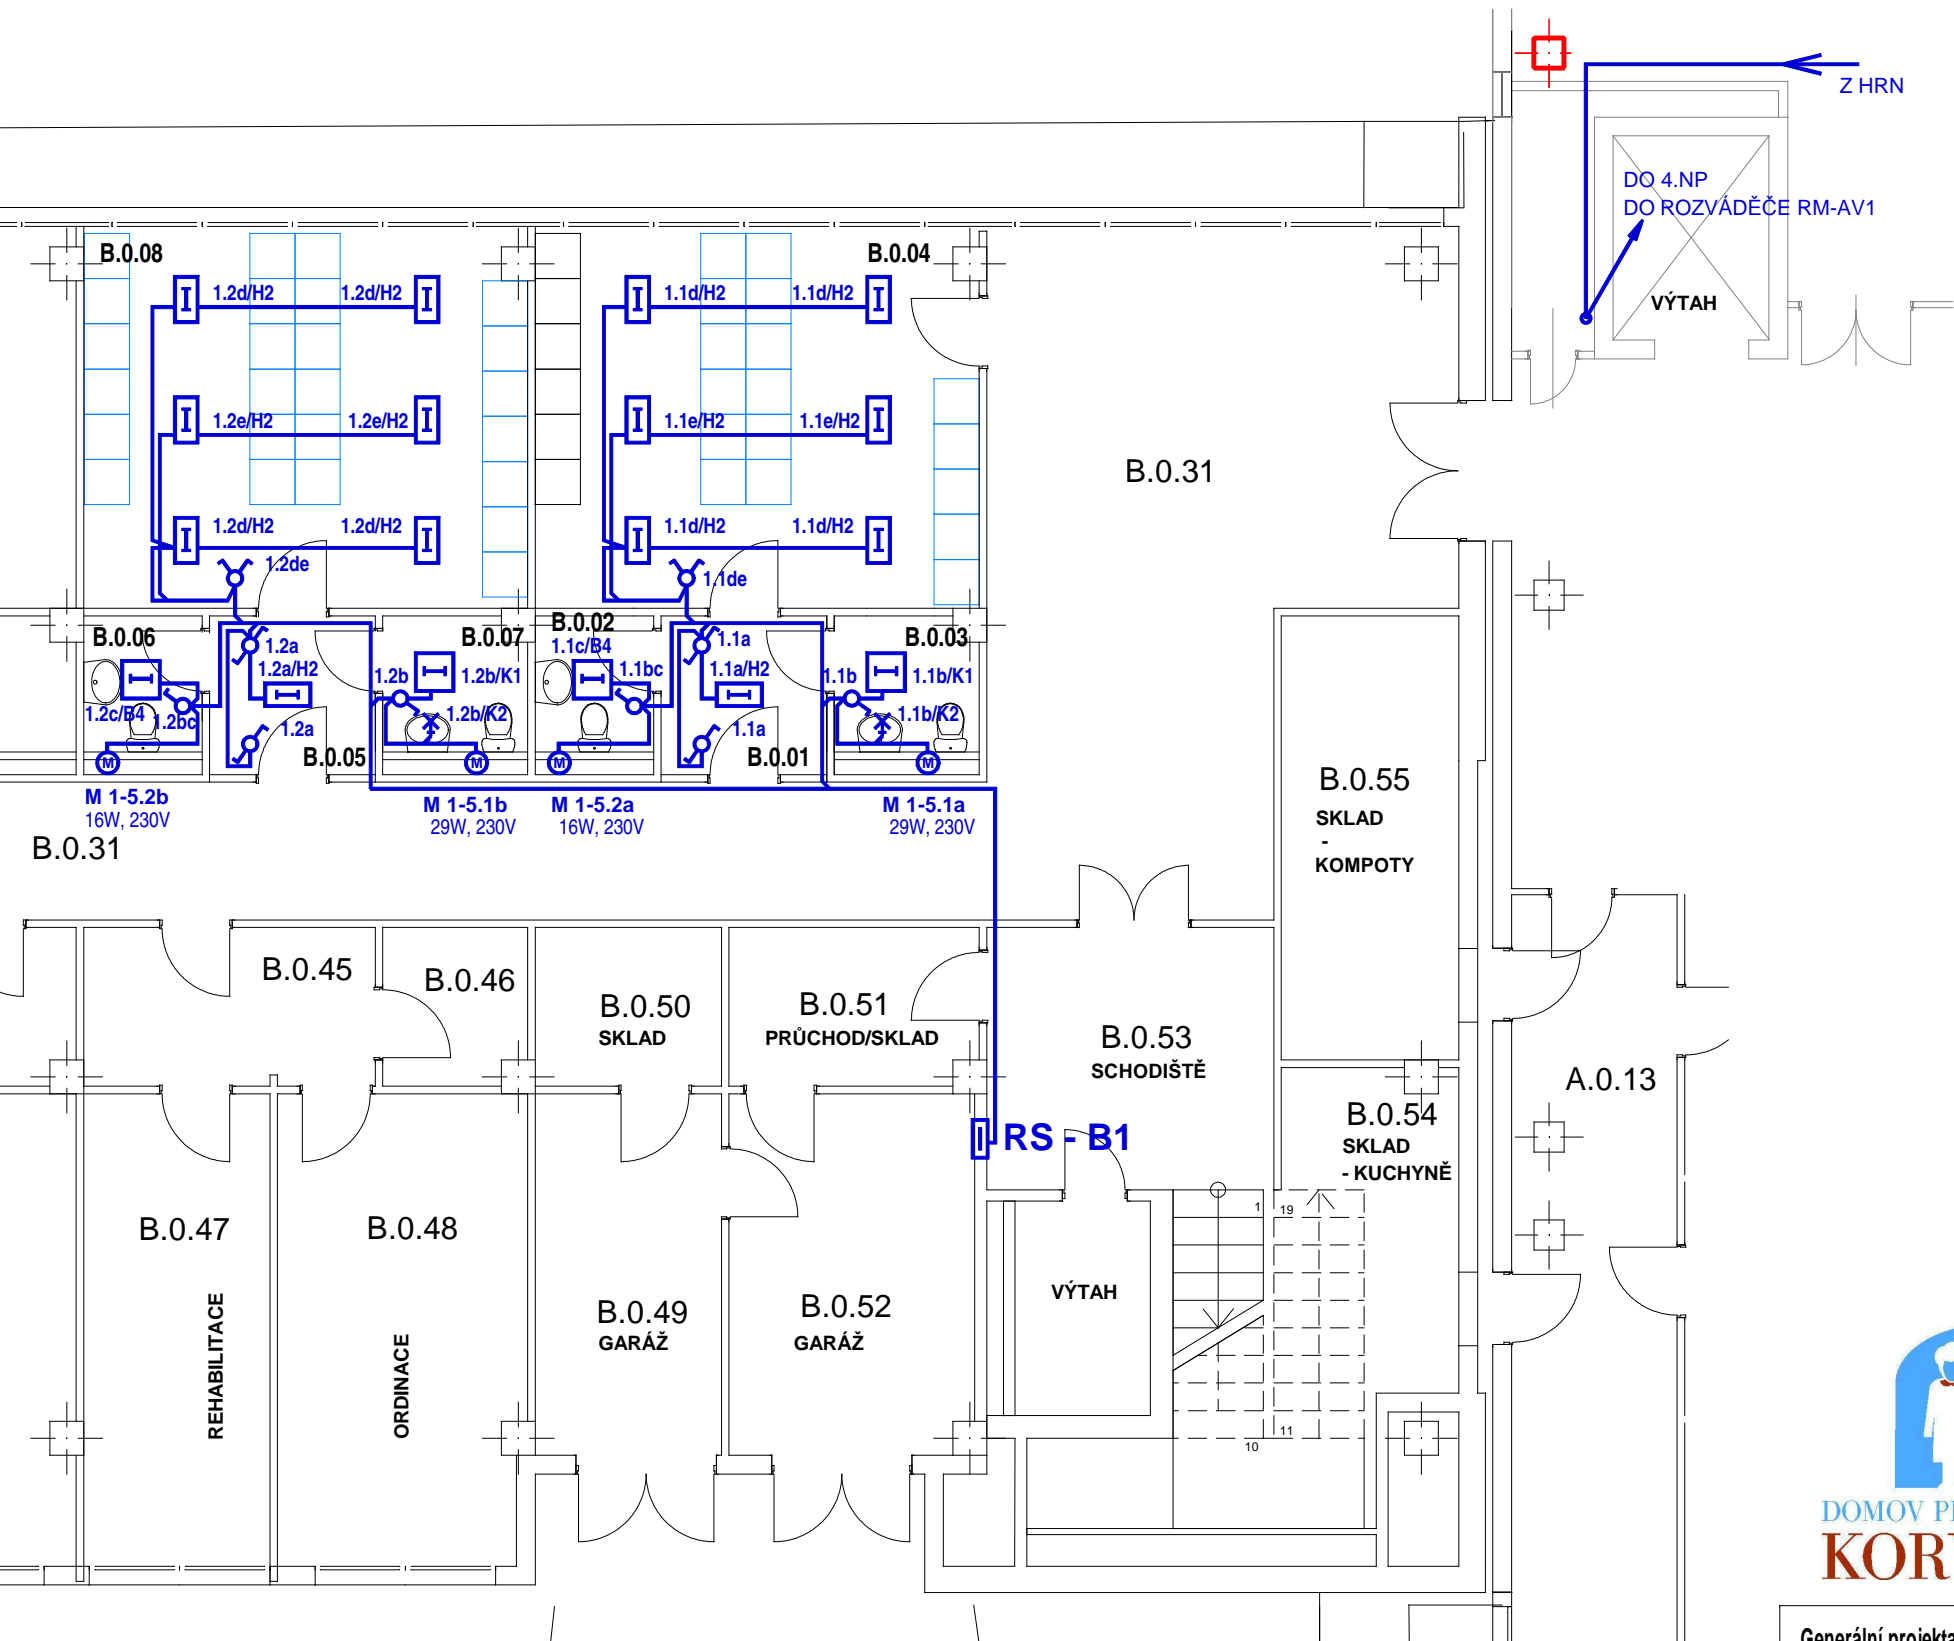 Z HRN
DO 4.NP
DO ROZVÁDĚČE RM-AV1
VÝTAH
B.0.08
B.0.04
1.2d/H2
1.2d/H2
1.1d/H2
1.1d/H2
1.2e/H2
1.2e/H2
1.1e/H2
1.1e/H2
B.0.31
1.2d/H2
1.2d/H2
1.1d/H2
1.1d/H2
1.2de
1.1de
B.0.06
1.2a
1.2a/H2
B.0.07
1.2b
1.2b/K1
1.2b/K2
1.2c/B4
1.2bc
1.2a
B.0.05
B.0.02
1.1c/B4
1.1bc
1.1a
1.1a/H2
B.0.03
1.1b
1.1b/K1
1.1b/K2
1.1a
B.0.01
M
M
M
M
M 1-5.2b
16W, 230V
M 1-5.1b
29W, 230V
M 1-5.2a
16W, 230V
M 1-5.1a
29W, 230V
B.0.31
B.0.55
SKLAD
-
KOMPOTY
B.0.45
B.0.46
B.0.50
SKLAD
B.0.51
PRŮCHOD/SKLAD
B.0.53
SCHODIŠTĚ
A.0.13
B.0.54
SKLAD
- KUCHYNĚ
RS - B1
B.0.47
REHABILITACE
B.0.48
ORDINACE
B.0.49
GARÁŽ
B.0.52
GARÁŽ
VÝTAH
1
19
11
10
DOMOV P
KOR
Generální projekta